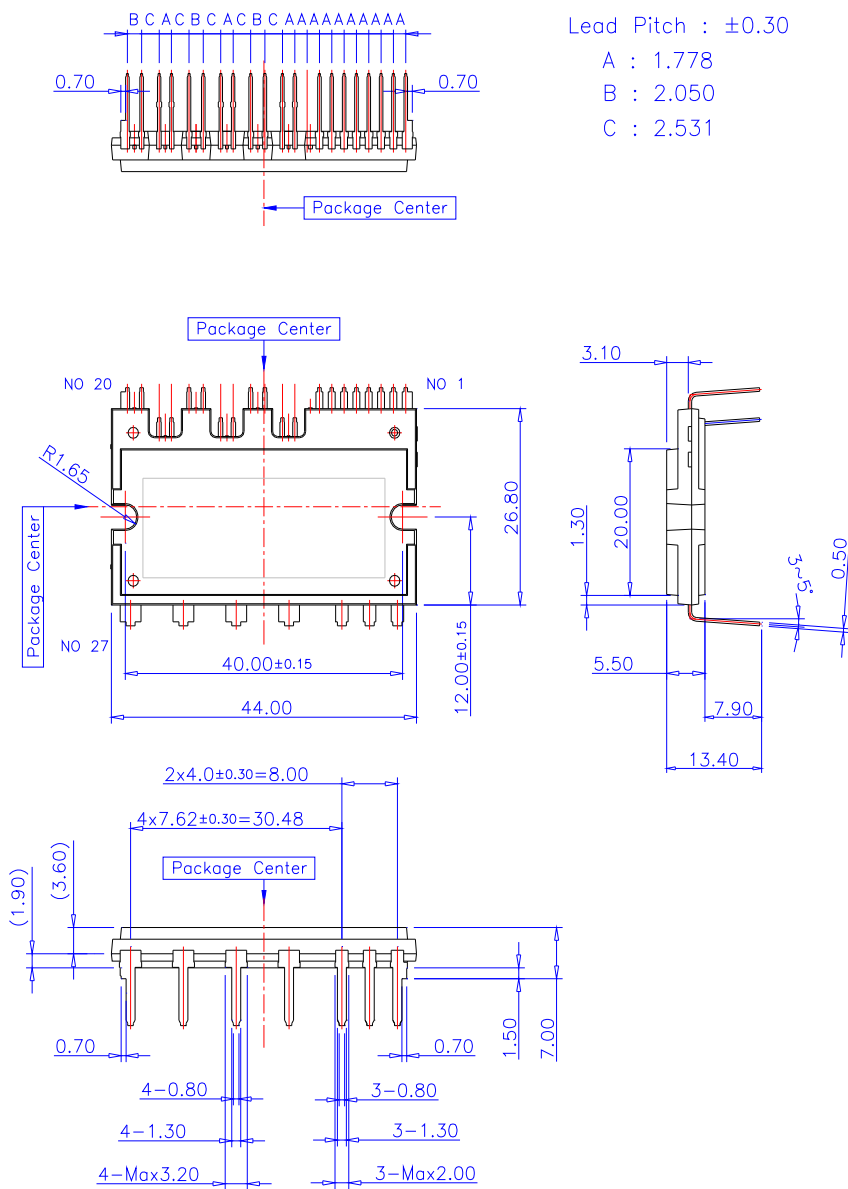 B C A C B C A C B C A A A A A A A A A A
Lead Pitch : ±0.30
A : 1.778
B : 2.050
C : 2.531
0.70
0.70
Package Center
Package Center
NO 20
NO 1
3.10
R1.65
Package Center
26.80
1.30
20.00
3~5°
0.50
NO 27
40.00±0.15
12.00±0.15
44.00
5.50
7.90
13.40
2x4.0±0.30=8.00
4x7.62±0.30=30.48
Package Center
(1.90)
(3.60)
0.70
0.70
1.50
7.00
4-0.80
3-0.80
4-1.30
3-1.30
4-Max3.20
3-Max2.00